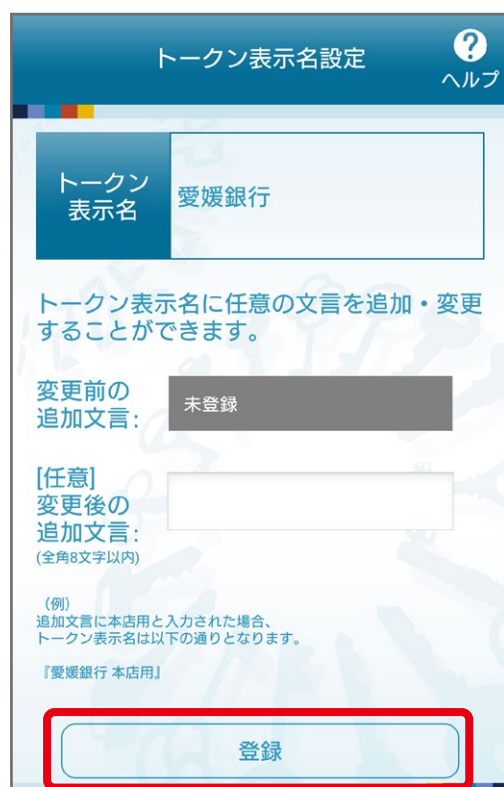 トークン表示名設定
?
ヘルプ
トークン
表示名
愛媛銀行
トークン表示名に任意の文言を追加・変更
することができます。
変更前の
追加文言:
未登録
[任意]
変更後の
追加文言:
(全角8文字以内)
（例）
追加文言に本店用と入力された場合、
トークン表示名は以下の通りとなります。
『愛媛銀行 本店用』
登録